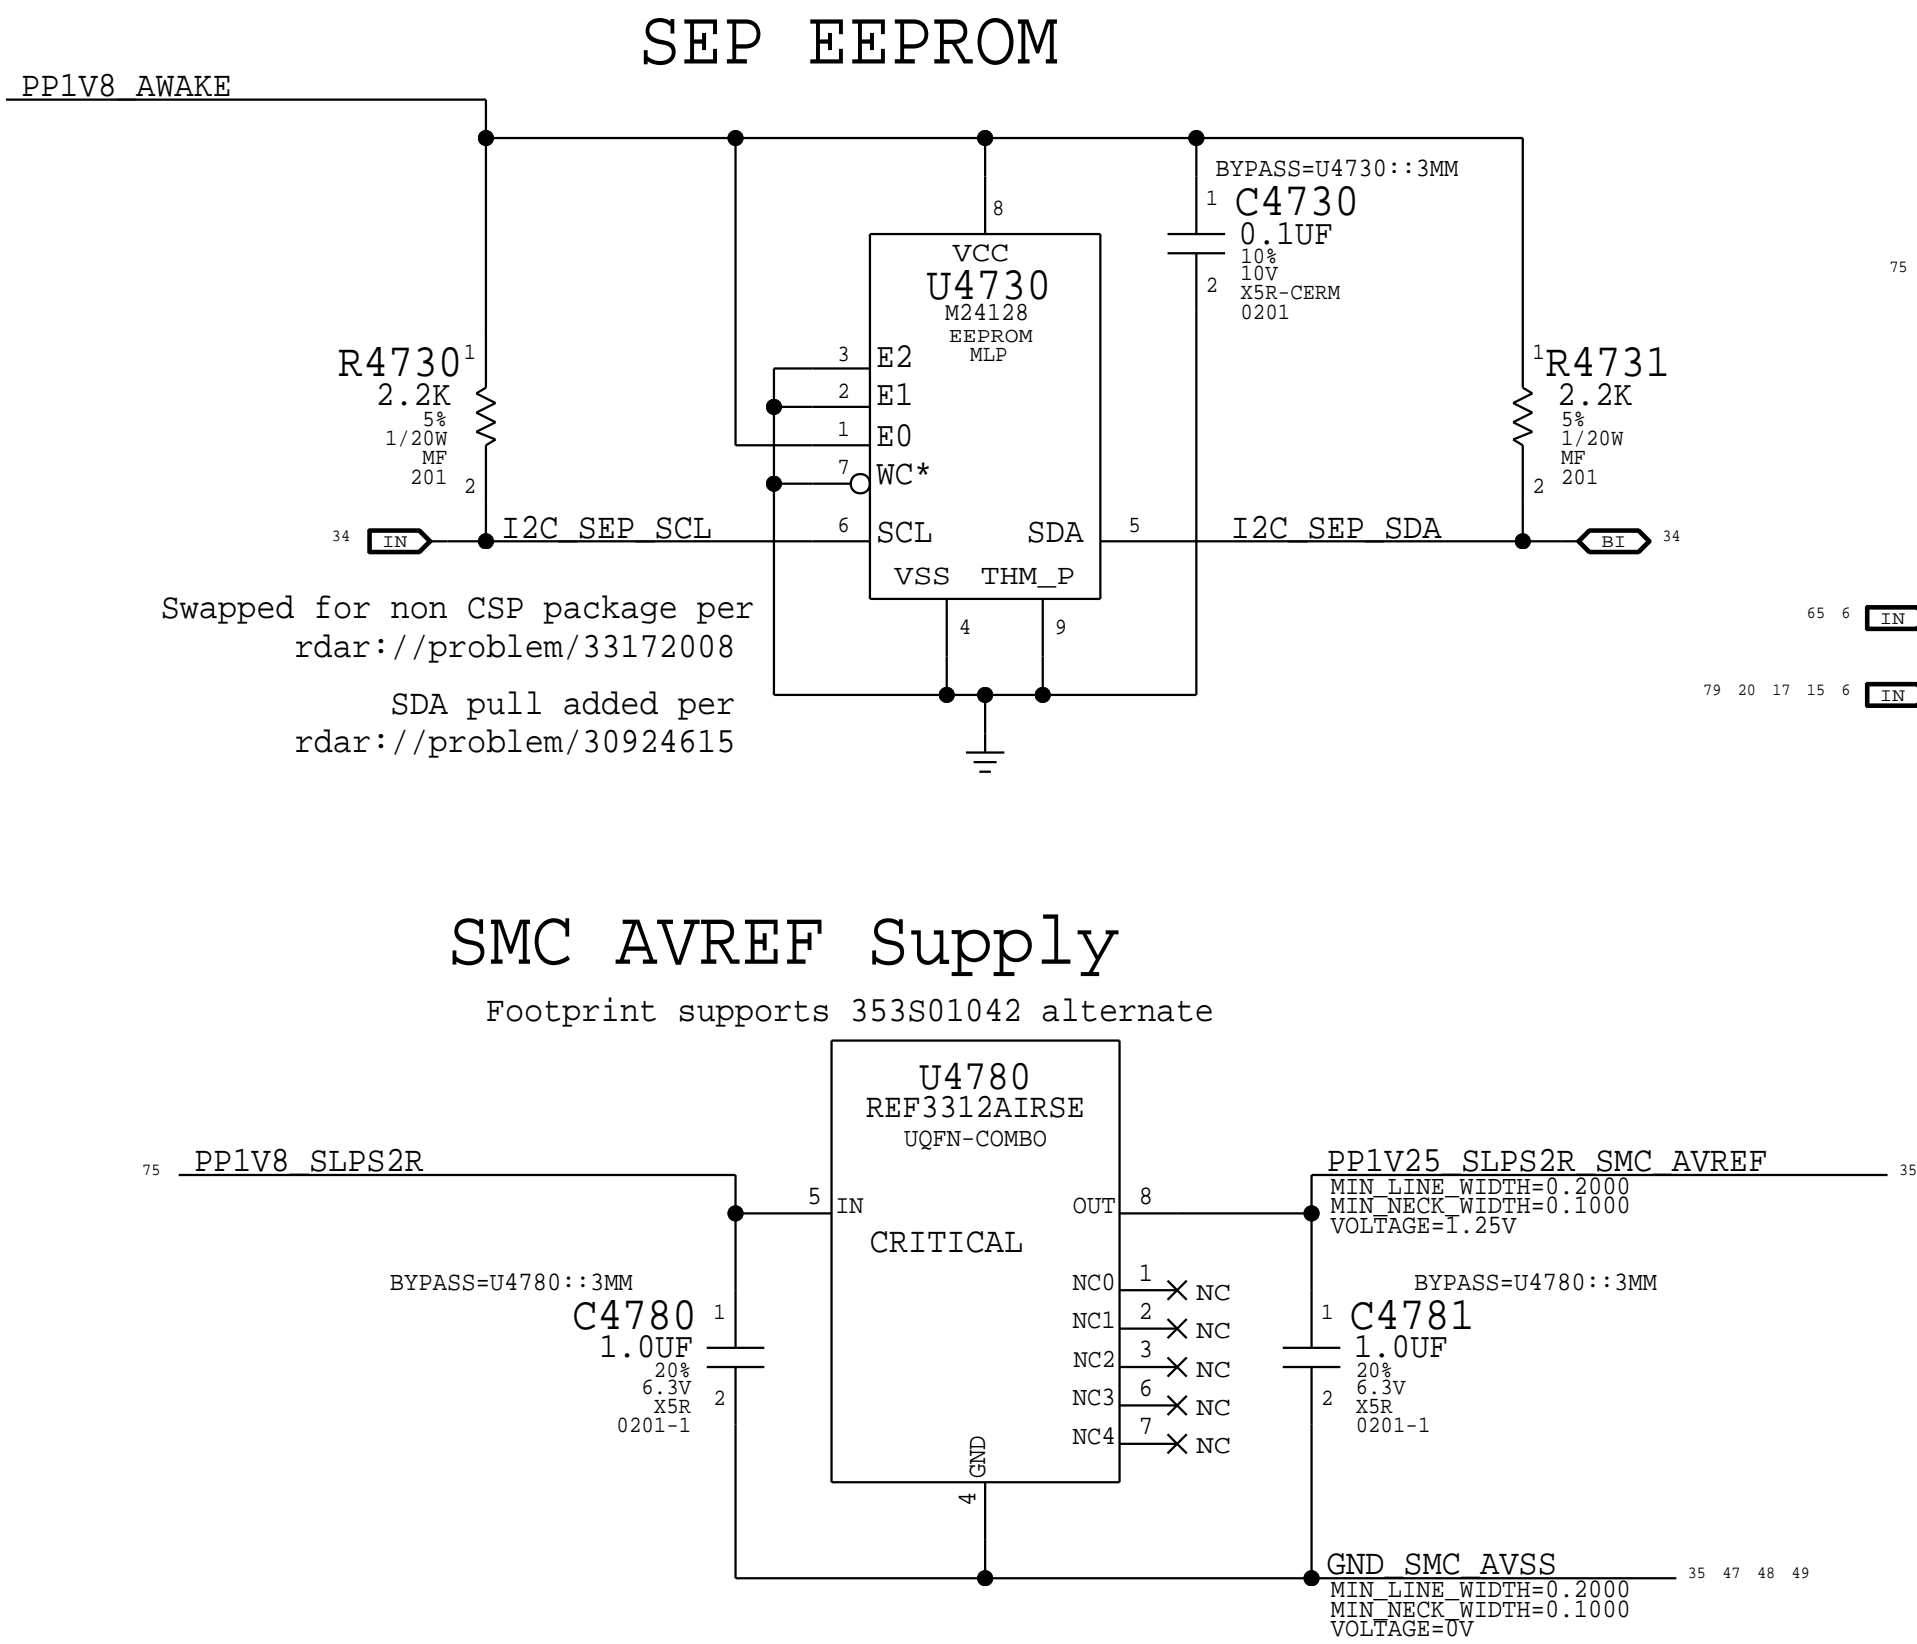 SEP EEPROM
PP1V8_AWAKE
BYPASS=U4730::3MM
1 C4730
0.1UF
10%
10V
2 X5R-CERM
0201
8
VCC
U4730
M24128
EEPROM
MLP
75
R4730 1
2.2K
5%
1/20W
MF
201 2
3 E2
2 E1
1 E0
7 WC*
1 R4731
2.2K
5%
1/20W
MF
2 201
34 IN I2C_SEP_SCL 6 SCL SDA 5 I2C_SEP_SDA BI 34
VSS THM_P
4 9
Swapped for non CSP package per
rdar://problem/33172008
65 6 IN
SDA pull added per
rdar://problem/30924615
79 20 17 15 6 IN
SMC AVREF Supply
Footprint supports 353S01042 alternate
U4780
REF3312AIRSE
UQFN-COMBO
75 PP1V8_SLPS2R
PP1V25_SLPS2R_SMC_AVREF 35
MIN_LINE_WIDTH=0.2000
MIN_NECK_WIDTH=0.1000
VOLTAGE=1.25V
5 IN OUT 8
CRITICAL
BYPASS=U4780::3MM
C4780 1
1.0UF
20%
6.3V
X5R 2
0201-1
NC0 1 NC
NC1 2 NC
NC2 3 NC
NC3 6 NC
NC4 7 NC
GND
4
BYPASS=U4780::3MM
1 C4781
1.0UF
20%
6.3V
2 X5R
0201-1
GND_SMC_AVSS 35 47 48 49
MIN_LINE_WIDTH=0.2000
MIN_NECK_WIDTH=0.1000
VOLTAGE=0V